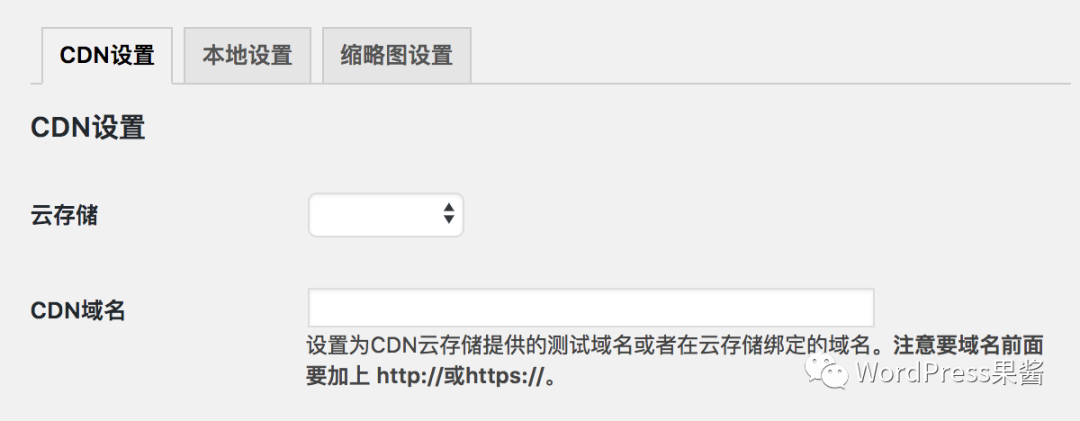 CDN设置
本地设置
缩略图设置
CDN设置
云存储
CDN域名
设置为CDN云存储提供的测试域名或者在云存储绑定的域名。注意要域名前面
要加上 http://或https://。
WordPress果酱